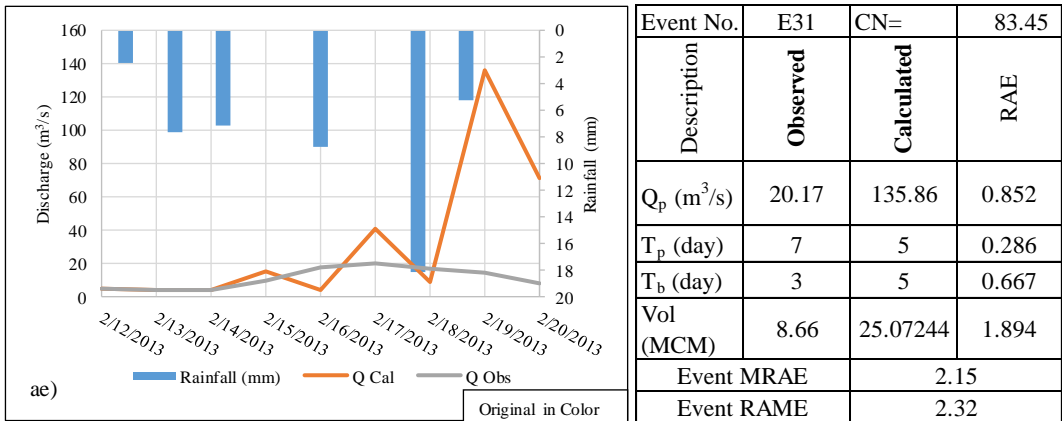 160
140
120
100
80
60
40
20
0
Discharge (m³/s)
0
2
4
6
8
10
12
14
16
18
20
Rainfall (mm)
2/12/2013
2/13/2013
2/14/2013
2/15/2013
2/16/2013
2/17/2013
2/18/2013
2/19/2013
2/20/2013
Rainfall (mm) Q Cal Q Obs
ae)
Original in Color
Event No. E31 CN= 83.45
Description Observed Calculated RAE
Qp (m³/s) 20.17 135.86 0.852
Tp (day) 7 5 0.286
Tb (day) 3 5 0.667
Vol
(MCM) 8.66 25.07244 1.894
Event MRAE 2.15
Event RAME 2.32